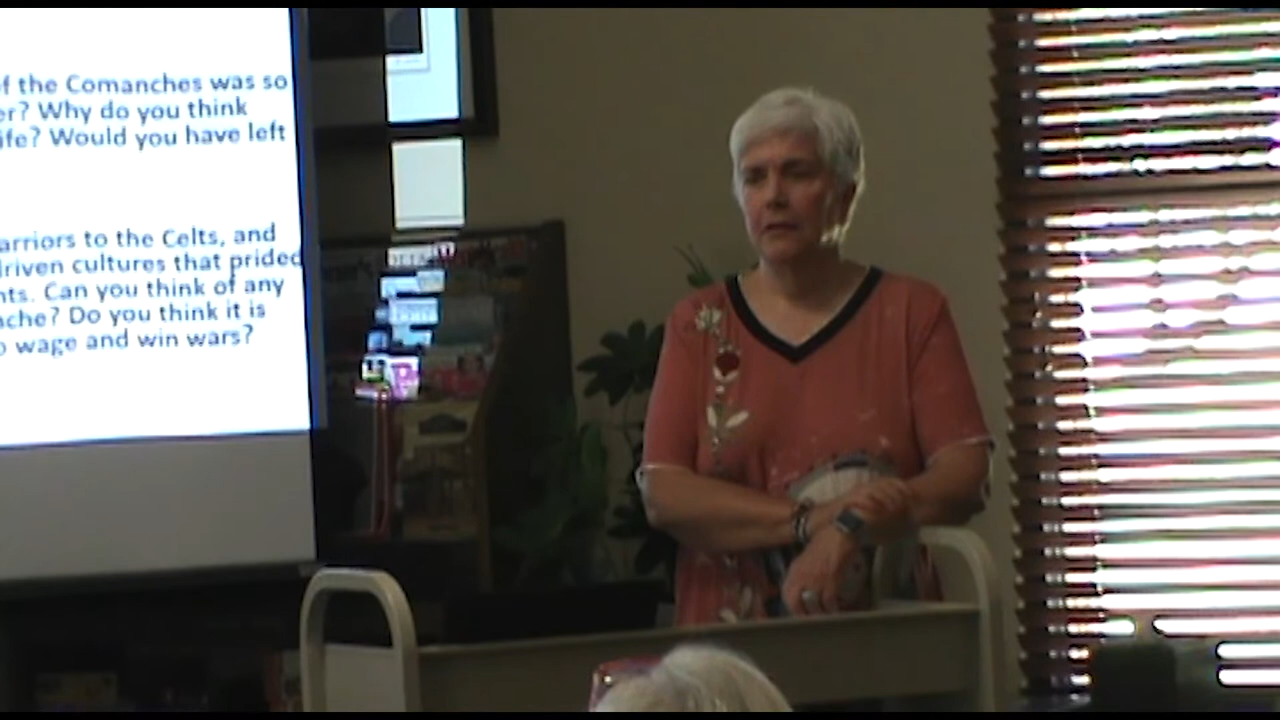 f the Comanches was so
er? Why do you think
ife? Would you have left
arriors to the Celts, and
driven cultures that prided
nts. Can you think of any
ache? Do you think it is
o wage and win wars?